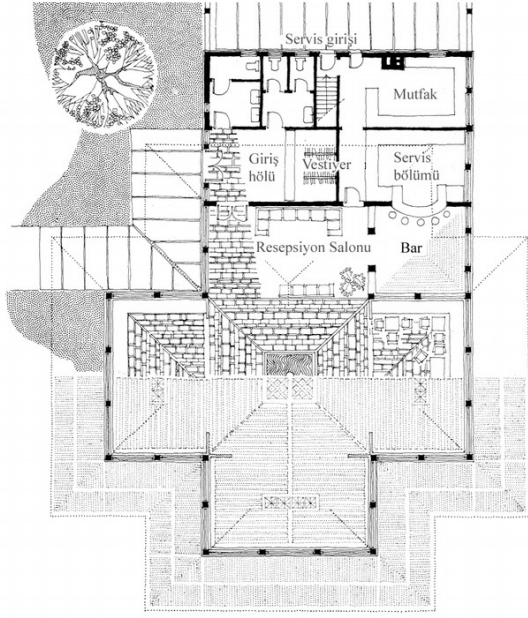 Servis girişi
Mutfak
Giriş
hölü
Vestiyer
Servis
bölümü
Resepsiyon Salonu
Bar